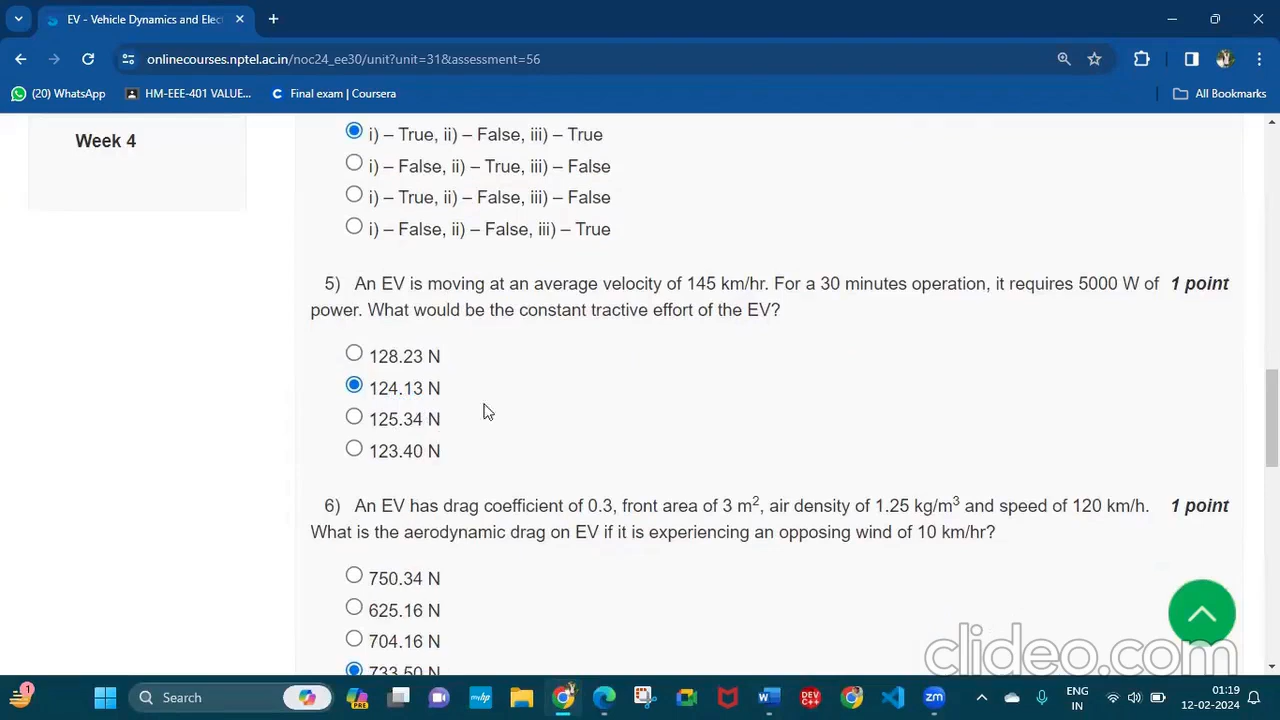 EV - Vehicle Dynamics and Elec
onlinecourses.nptel.ac.in/noc24_ee30/unit?unit=31&assessment=56
(20) WhatsApp
HM-EEE-401 VALUE...
Final exam | Coursera
All Bookmarks
Week 4
i) – True, ii) – False, iii) – True
i) – False, ii) – True, iii) – False
i) – True, ii) – False, iii) – False
i) – False, ii) – False, iii) – True
5) An EV is moving at an average velocity of 145 km/hr. For a 30 minutes operation, it requires 5000 W of 1 point
power. What would be the constant tractive effort of the EV?
128.23 N
124.13 N
125.34 N
123.40 N
6) An EV has drag coefficient of 0.3, front area of 3 m², air density of 1.25 kg/m³ and speed of 120 km/h. 1 point
What is the aerodynamic drag on EV if it is experiencing an opposing wind of 10 km/hr?
750.34 N
625.16 N
704.16 N
733.50 N
clideo.com
1
Search
PRE
myhp
DEV C++
W
zm
ENG
IN
01:19
12-02-2024